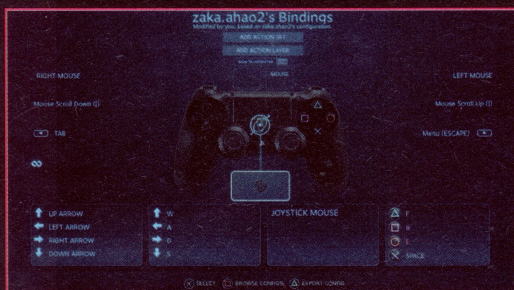 zaka.ahao2's Bindings
Modified by you, based on zaka.ahao2's configuration.
ADD ACTION SET
ADD ACTION LAYER
MOUSE
RIGHT MOUSE
LEFT MOUSE
Mouse Scroll Down
Mouse Scroll Up
TAB
Menu (ESCAPE)
UP ARROW
LEFT ARROW
RIGHT ARROW
DOWN ARROW
W
A
D
S
JOYSTICK MOUSE
F
R
E
SPACE
SELECT
BROWSE CONFIGS
EXPORT CONFIG